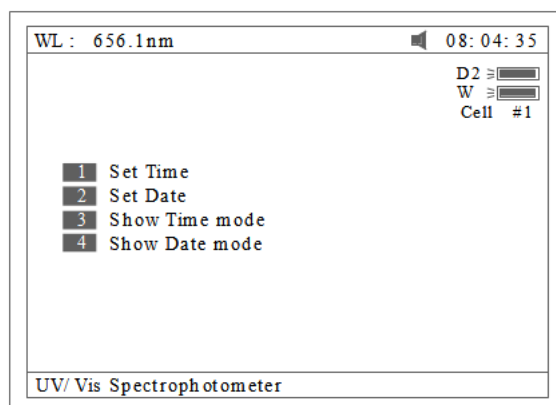 WL: 656.1nm 08:04:35
D2
W
Cell #1
1 Set Time
2 Set Date
3 Show Time mode
4 Show Date mode
UV/Vis Spectrophotometer